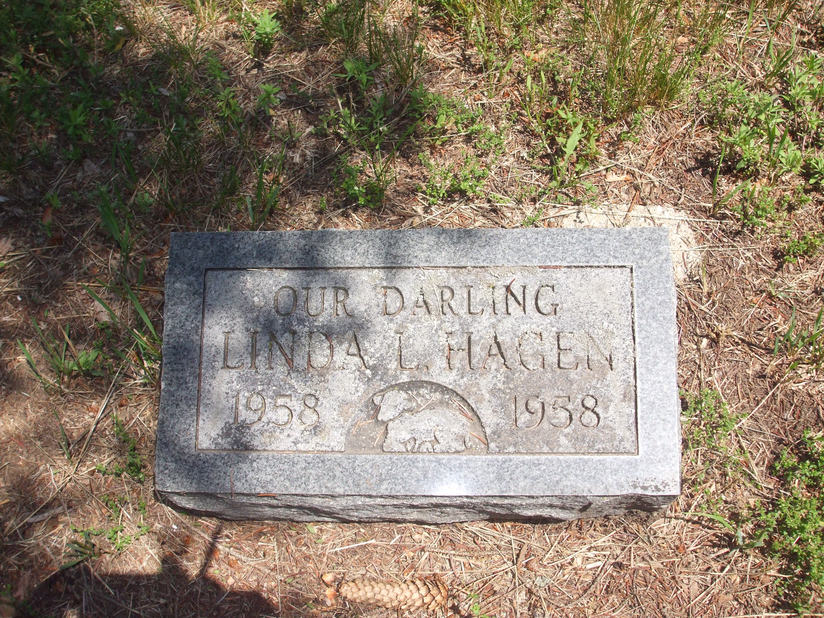 OUR DARLING
LINDA L. HAGEN
1958 1958